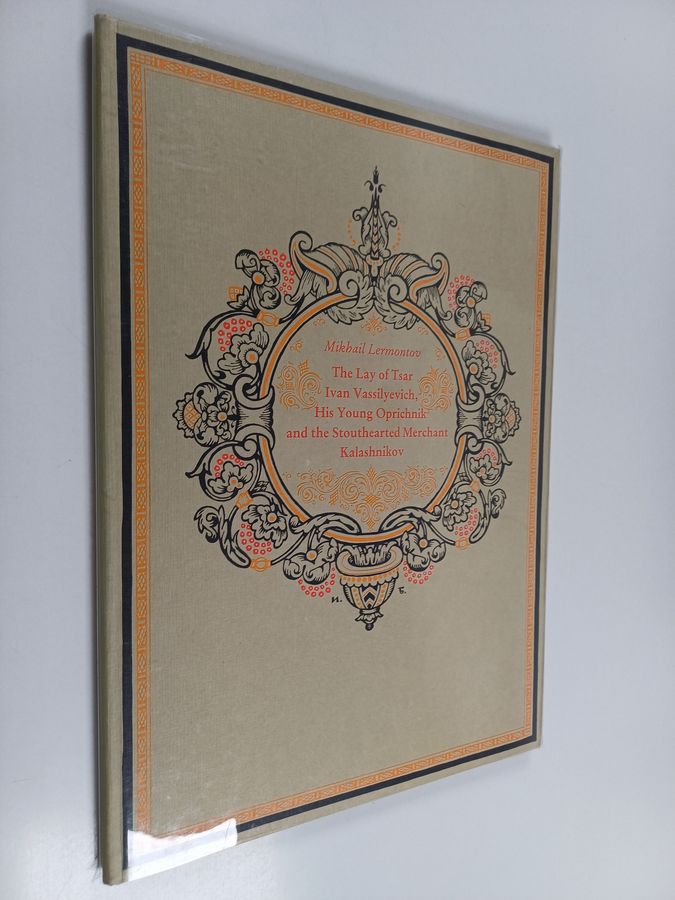 Mikhail Lermontov
The Lay of Tsar
Ivan Vassilyevich,
His Young Oprichnik
and the Stouthearted Merchant
Kalashnikov
И. Б.